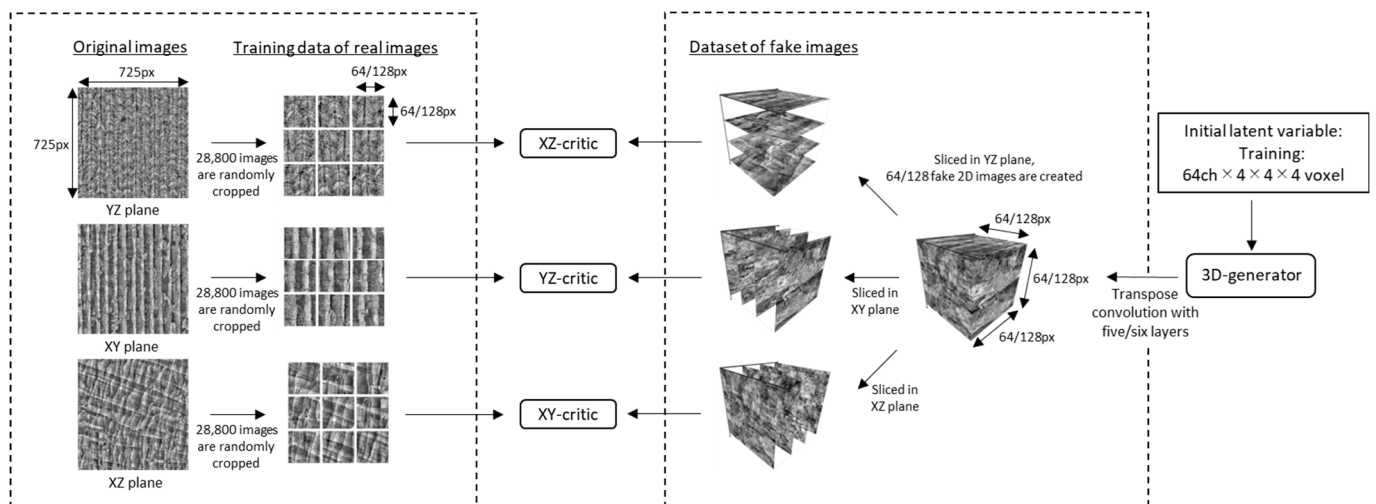 Original images
Training data of real images
725px
725px
YZ plane
28,800 images
are randomly
cropped
64/128px
64/128px
XY plane
28,800 images
are randomly
cropped
XZ plane
28,800 images
are randomly
cropped
XZ-critic
YZ-critic
XY-critic
Dataset of fake images
Sliced in YZ plane,
64/128 fake 2D images are created
Sliced in
XY plane
Sliced in
XZ plane
64/128px
64/128px
64/128px
Transpose
convolution with
five/six layers
Initial latent variable:
Training:
64ch × 4 × 4 × 4 voxel
3D-generator